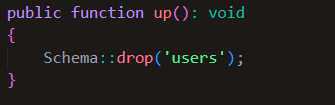 public function up(): void
{
    Schema::drop('users');
}